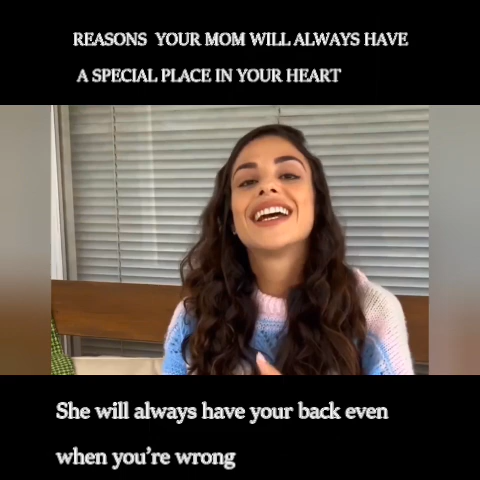 REASONS YOUR MOM WILL ALWAYS HAVE
A SPECIAL PLACE IN YOUR HEART
She will always have your back even
when you're wrong